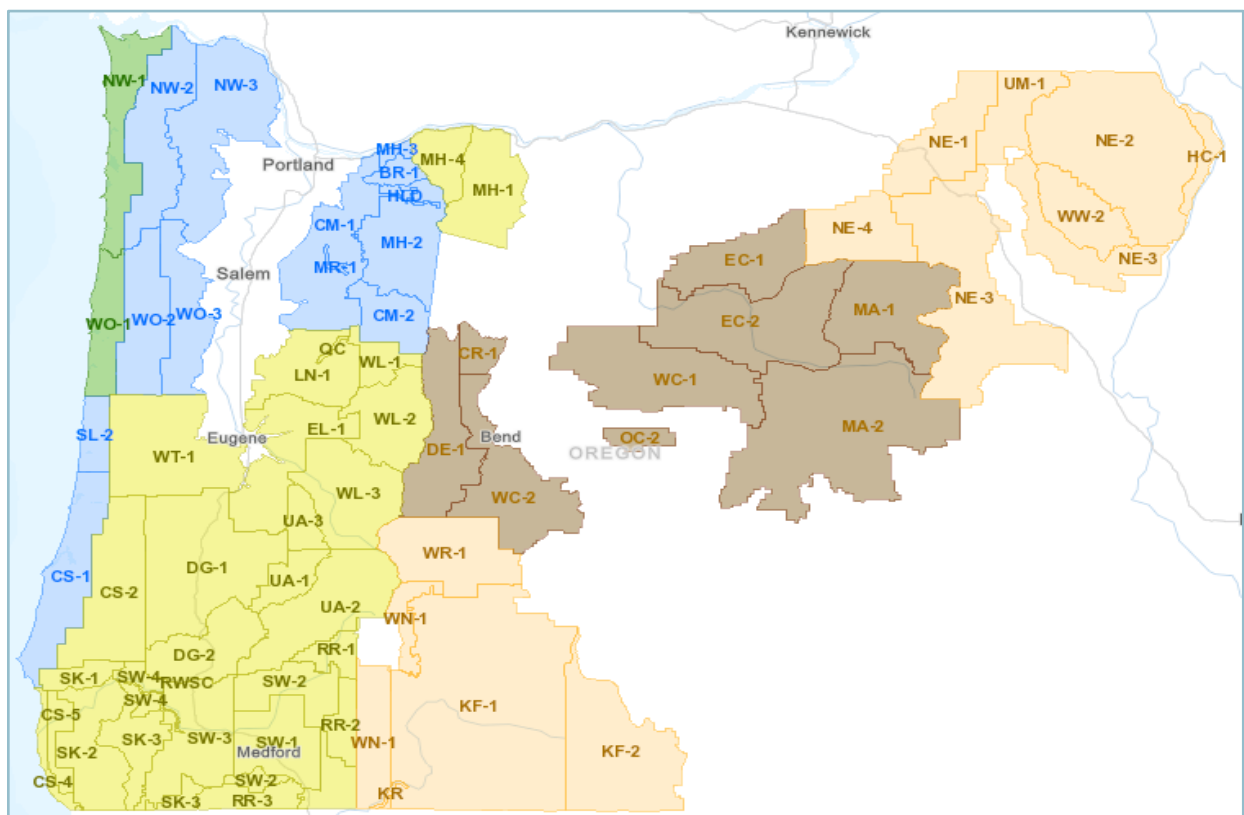 Kennewick
NW-1
NW-2
NW-3
UM-1
NE-1
NE-2
HC-1
Portland
MH-3
MH-4
BR-1
MH-1
HLD
WW-2
CM-1
NE-4
MH-2
NE-3
EC-1
MR-1
Salem
NE-3
WO-1
WO-2
WO-3
CM-2
EC-2
MA-1
QC
CR-1
LN-1
WL-1
WC-1
MA-2
SL-2
WL-2
EL-1
Eugene
Bend
OC-2
DE-1
OREGON
WT-1
WL-3
WC-2
UA-3
WR-1
DG-1
CS-1
UA-1
CS-2
UA-2
WN-1
RR-1
DG-2
SK-1
SW-4
RWSC
SW-2
SW-4
CS-5
KF-1
RR-2
SK-3
SW-3
SW-1
WN-1
SK-2
Medford
KF-2
CS-4
SW-2
KR
SK-3
RR-3